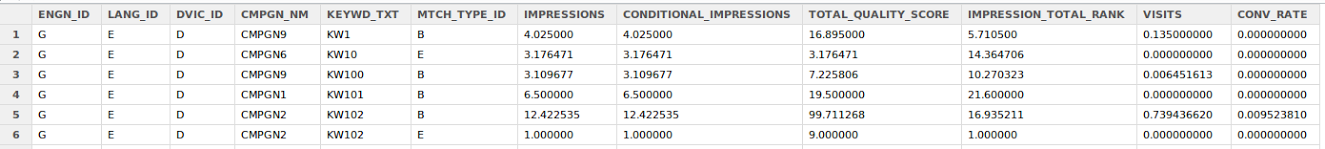 ENGN_ID LANG_ID DVIC_ID CMPGN_NM KEYWD_TXT MTCH_TYPE_ID IMPRESSIONS CONDITIONAL_IMPRESSIONS TOTAL_QUALITY_SCORE IMPRESSION_TOTAL_RANK VISITS CONV_RATE
1 G E D CMPGN9 KW1 B 4.025000 4.025000 16.895000 5.710500 0.135000000 0.000000000
2 G E D CMPGN6 KW10 E 3.176471 3.176471 3.176471 14.364706 0.000000000 0.000000000
3 G E D CMPGN9 KW100 B 3.109677 3.109677 7.225806 10.270323 0.006451613 0.000000000
4 G E D CMPGN1 KW101 B 6.500000 6.500000 19.500000 21.600000 0.000000000 0.000000000
5 G E D CMPGN2 KW102 B 12.422535 12.422535 99.711268 16.935211 0.739436620 0.009523810
6 G E D CMPGN2 KW102 E 1.000000 1.000000 9.000000 1.000000 0.000000000 0.000000000